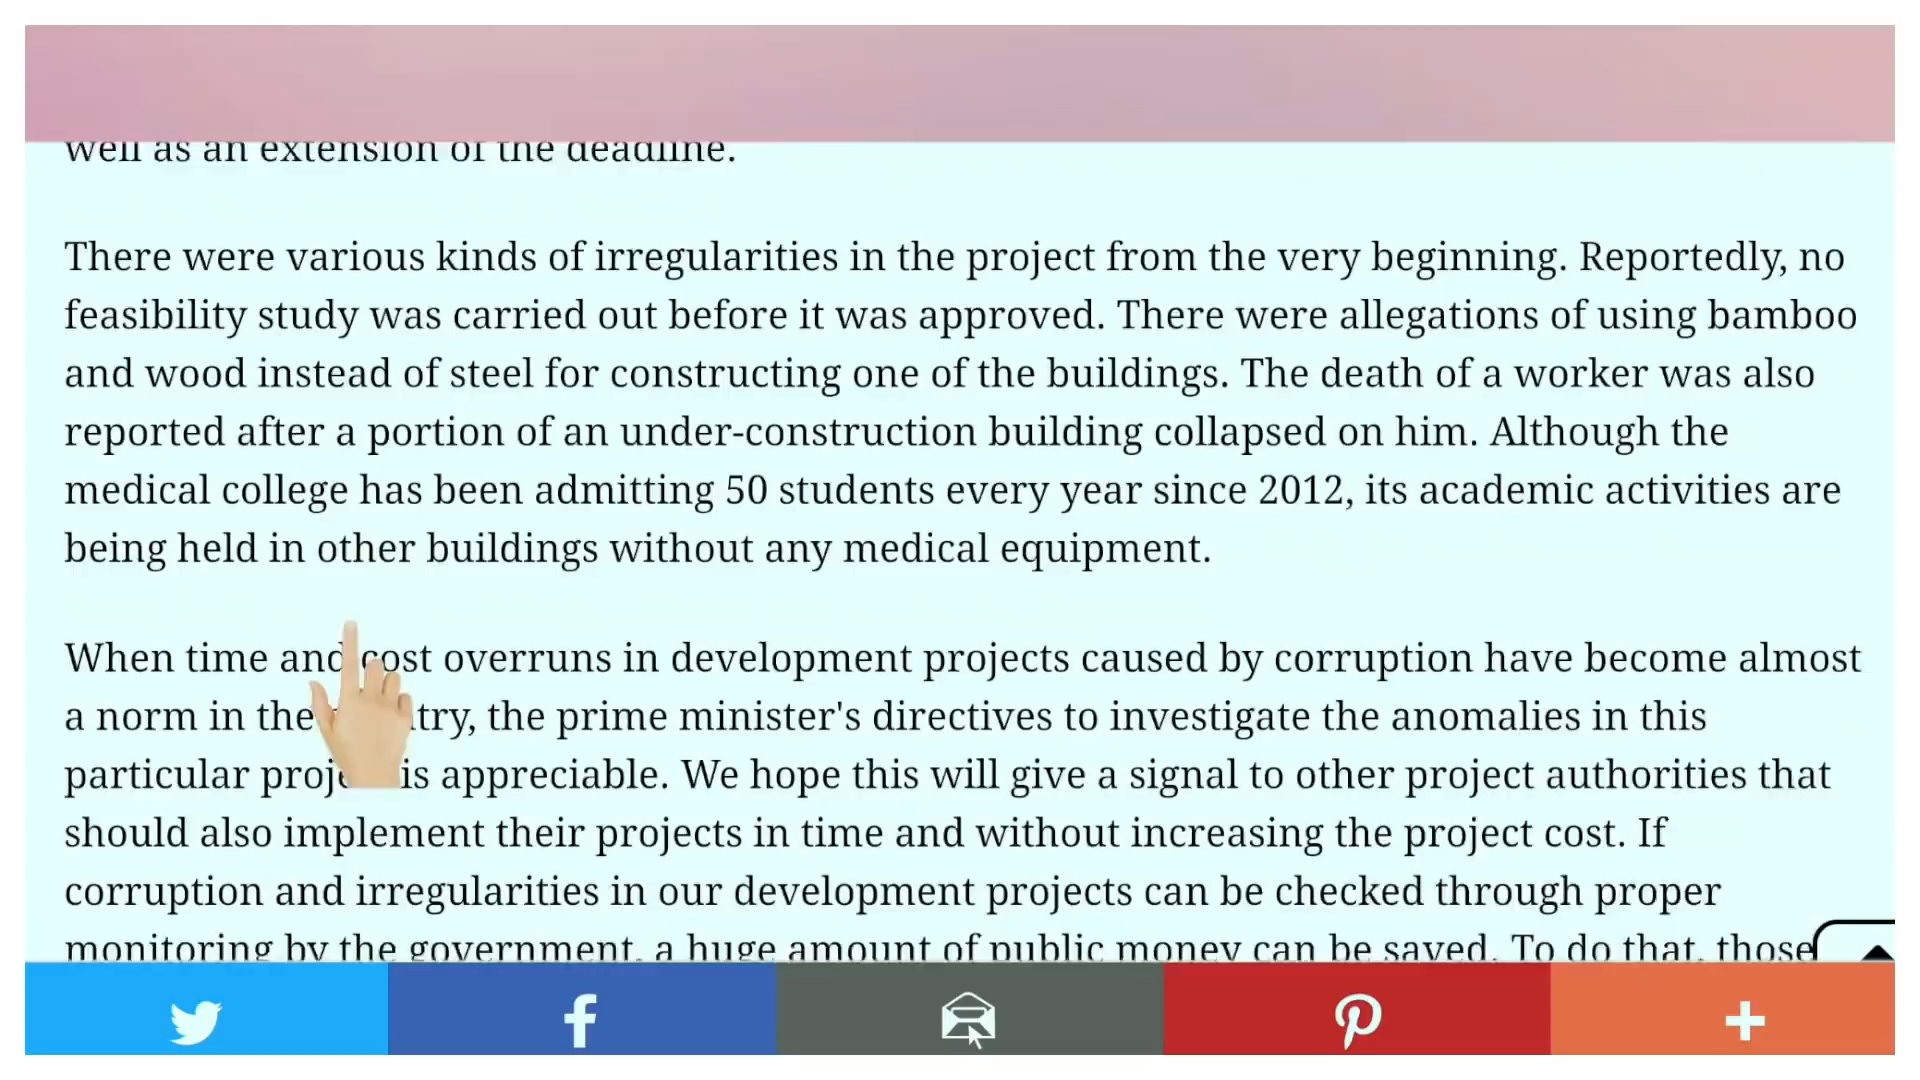 well as an extension of the deadline.
There were various kinds of irregularities in the project from the very beginning. Reportedly, no
feasibility study was carried out before it was approved. There were allegations of using bamboo
and wood instead of steel for constructing one of the buildings. The death of a worker was also
reported after a portion of an under-construction building collapsed on him. Although the
medical college has been admitting 50 students every year since 2012, its academic activities are
being held in other buildings without any medical equipment.
When time and cost overruns in development projects caused by corruption have become almost
a norm in the try, the prime minister's directives to investigate the anomalies in this
particular proje is appreciable. We hope this will give a signal to other project authorities that
should also implement their projects in time and without increasing the project cost. If
corruption and irregularities in our development projects can be checked through proper
monitoring by the government, a huge amount of public money can be saved. To do that, those